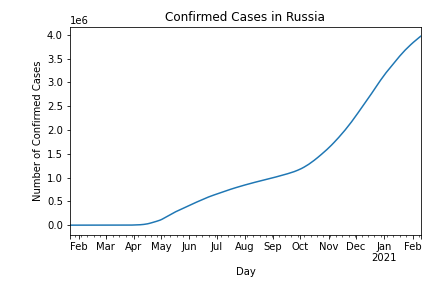 Confirmed Cases in Russia
1e6
4.0
3.5
3.0
2.5
2.0
1.5
1.0
0.5
0.0
Number of Confirmed Cases
Feb Mar Apr May Jun Jul Aug Sep Oct Nov Dec Jan Feb
2021
Day